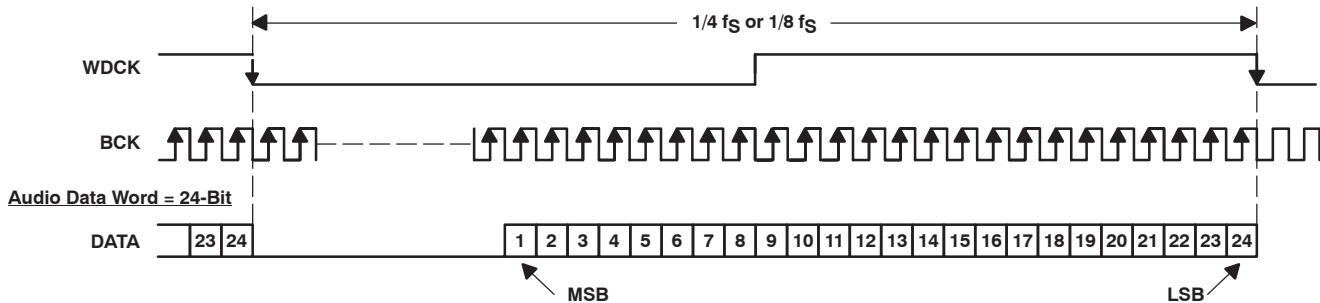 1/4 fS or 1/8 fS
WDCK
BCK
Audio Data Word = 24-Bit
DATA 23 24 1 2 3 4 5 6 7 8 9 10 11 12 13 14 15 16 17 18 19 20 21 22 23 24
MSB LSB